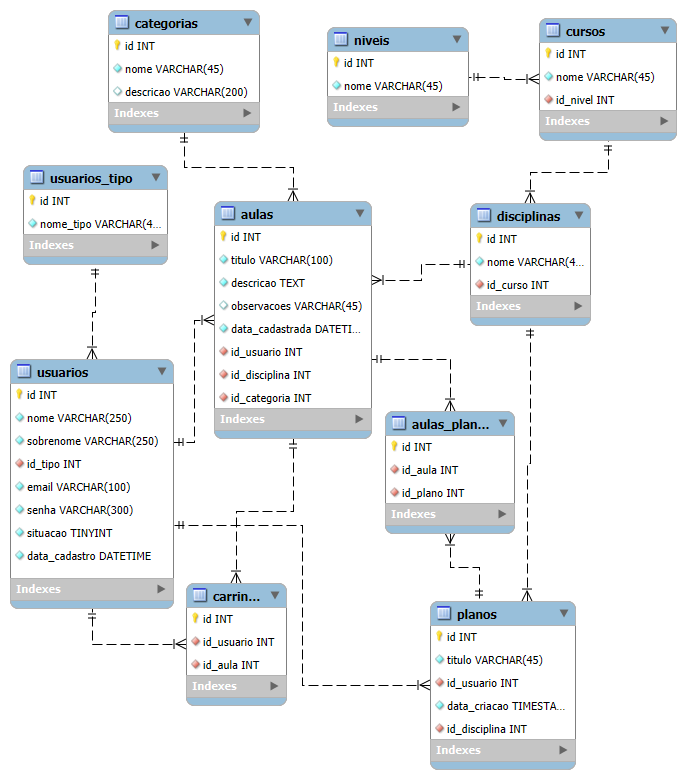 categorias
id INT
nome VARCHAR(45)
descricao VARCHAR(200)
Indexes
niveis
id INT
nome VARCHAR(45)
Indexes
cursos
id INT
nome VARCHAR(45)
id_nivel INT
Indexes
usuarios_tipo
id INT
nome_tipo VARCHAR(4...
Indexes
aulas
id INT
titulo VARCHAR(100)
descricao TEXT
observacoes VARCHAR(45)
data_cadastrada DATETI...
id_usuario INT
id_disciplina INT
id_categoria INT
Indexes
disciplinas
id INT
nome VARCHAR(4...
id_curso INT
Indexes
usuarios
id INT
nome VARCHAR(250)
sobrenome VARCHAR(250)
id_tipo INT
email VARCHAR(100)
senha VARCHAR(300)
situacao TINYINT
data_cadastro DATETIME
Indexes
aulas_plan...
id INT
id_aula INT
id_plano INT
Indexes
carrin...
id INT
id_usuario INT
id_aula INT
Indexes
planos
id INT
titulo VARCHAR(45)
id_usuario INT
data_criacao TIMESTA...
id_disciplina INT
Indexes